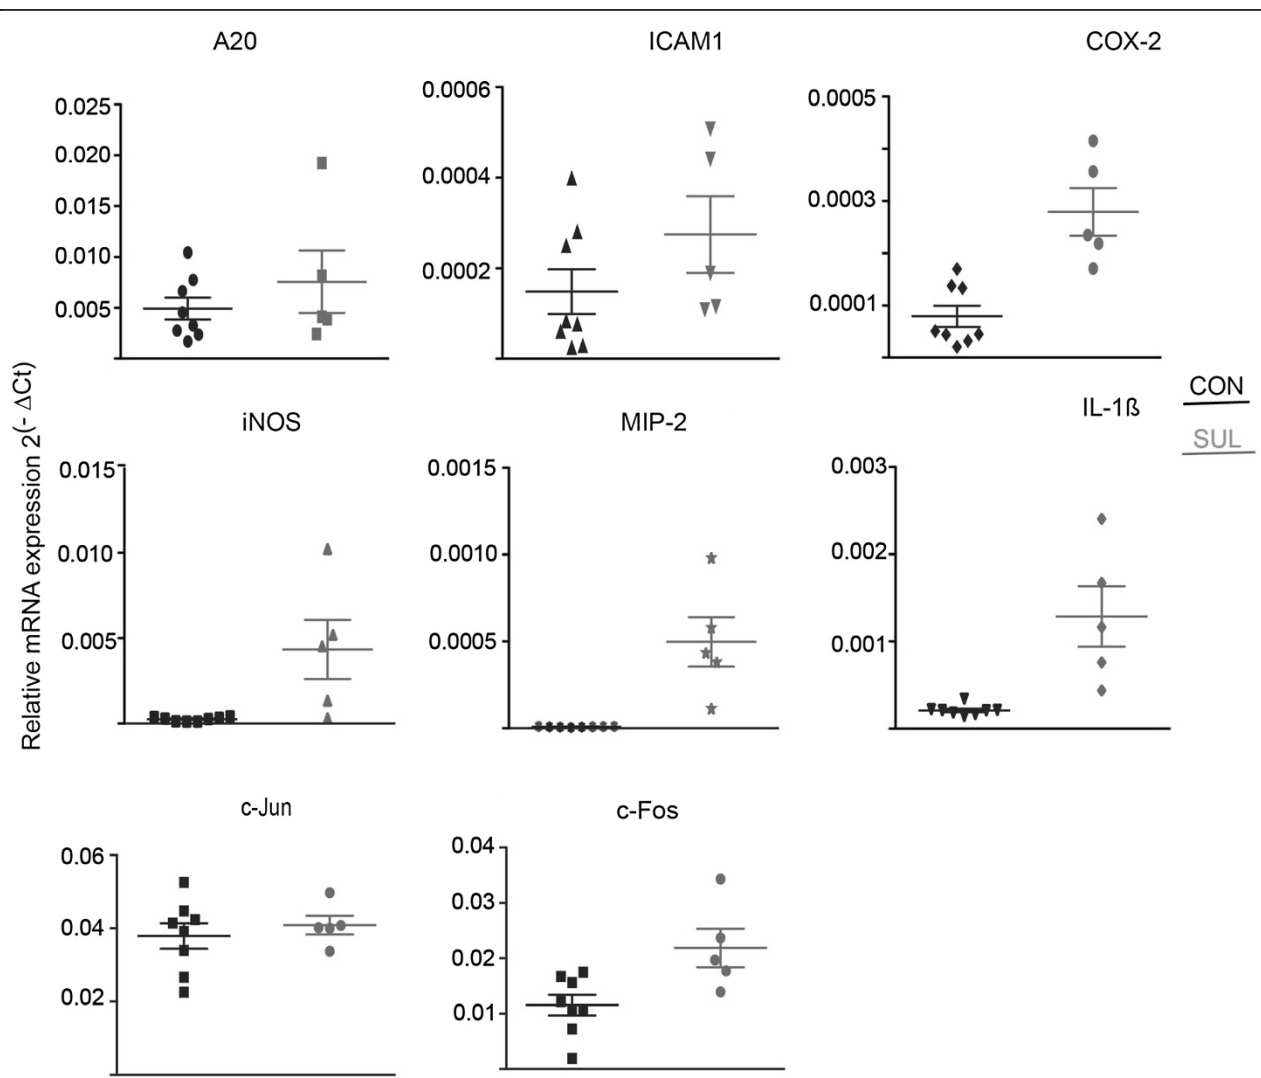 A20
ICAM1
COX-2
0.025
0.020
0.015
0.010
0.005
0.0006
0.0004
0.0002
0.0005
0.0003
0.0001
Relative mRNA expression 2(- ΔCt)
CON
SUL
iNOS
MIP-2
IL-1ß
0.015
0.010
0.005
0.0015
0.0010
0.0005
0.003
0.002
0.001
c-Jun
c-Fos
0.06
0.04
0.02
0.04
0.03
0.02
0.01